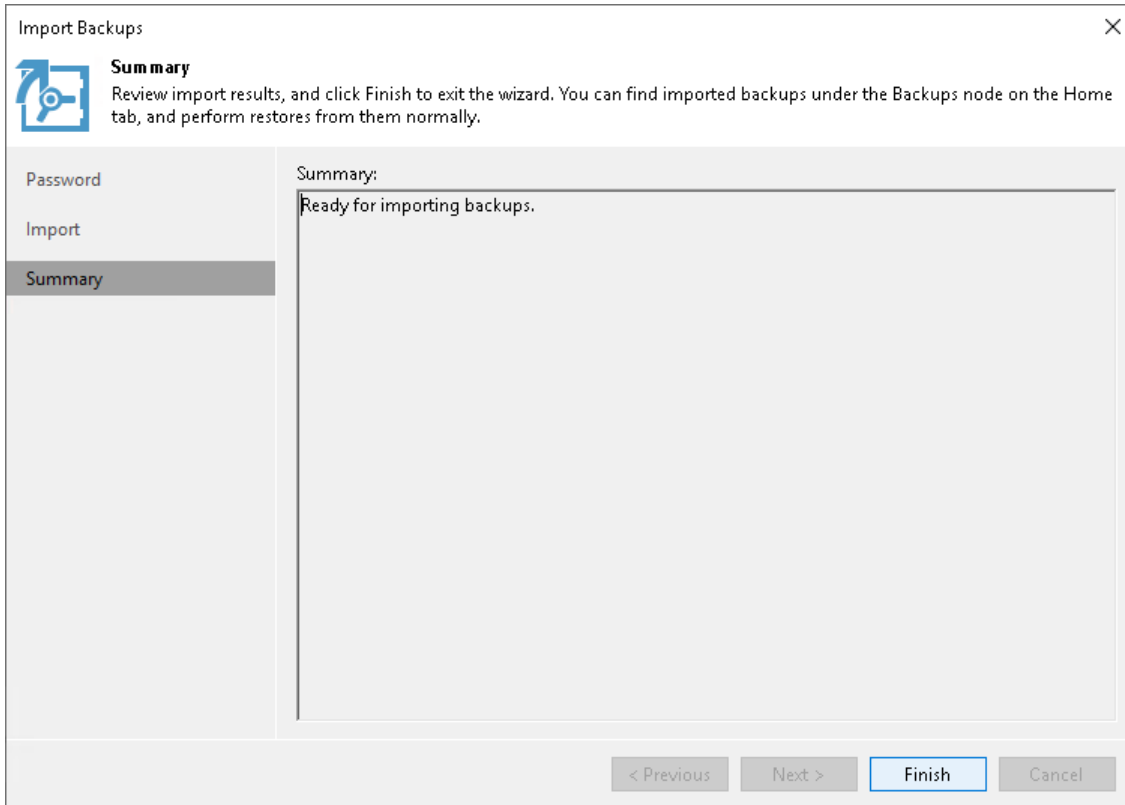 Import Backups
Summary
Review import results, and click Finish to exit the wizard. You can find imported backups under the Backups node on the Home
tab, and perform restores from them normally.
Password
Import
Summary
Summary:
Ready for importing backups.
< Previous
Next >
Finish
Cancel